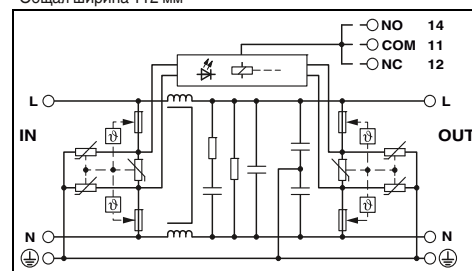 Общая ширина 112 мм
NO 14
COM 11
NC 12
L L
IN OUT
ϑ ϑ
ϑ ϑ
N N